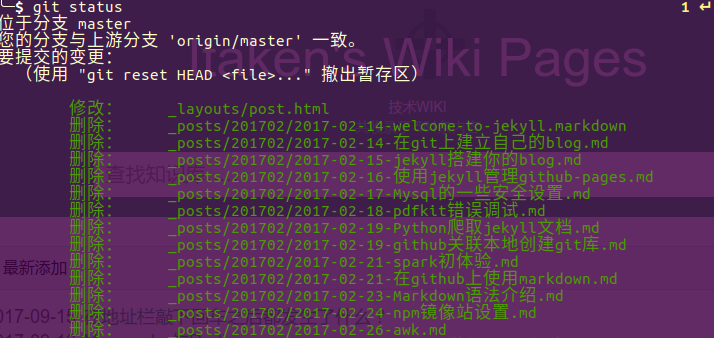 ╰─$ git status 1 ↵
位于分支 master
您的分支与上游分支 'origin/master' 一致。
要提交的变更：
（使用 "git reset HEAD <file>..." 撤出暂存区）
Itaken's Wiki Pages
技术WIKI
修改： _layouts/post.html
删除： _posts/201702/2017-02-14-welcome-to-jekyll.markdown
删除： _posts/201702/2017-02-14-在git上建立自己的blog.md
删除： _posts/201702/2017-02-15-jekyll搭建你的blog.md
删除： _posts/201702/2017-02-16-使用jekyll管理github-pages.md
删除： _posts/201702/2017-02-17-Mysql的一些安全设置.md
删除： _posts/201702/2017-02-18-pdfkit错误调试.md
删除： _posts/201702/2017-02-19-Python爬取jekyll文档.md
删除： _posts/201702/2017-02-19-github关联本地创建git库.md
删除： _posts/201702/2017-02-21-spark初体验.md
删除： _posts/201702/2017-02-21-在github上使用markdown.md
删除： _posts/201702/2017-02-23-Markdown语法介绍.md
删除： _posts/201702/2017-02-24-npm镜像站设置.md
删除： _posts/201702/2017-02-26-awk.md
查找知识
最新添加